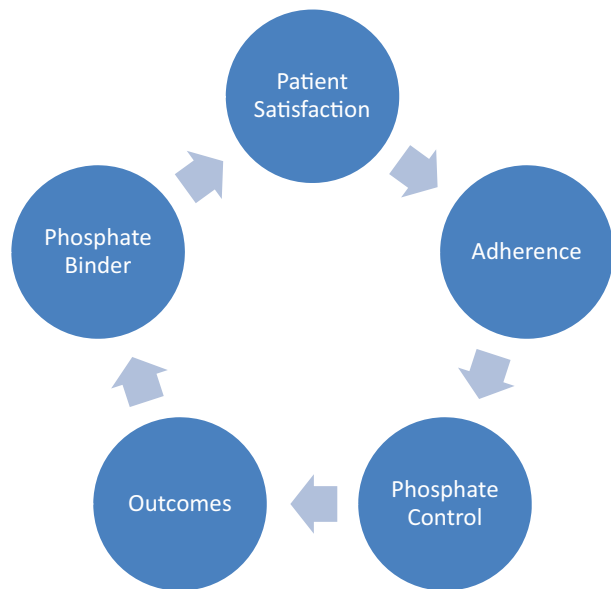 Patient
Satisfaction
Adherence
Phosphate
Control
Outcomes
Phosphate
Binder